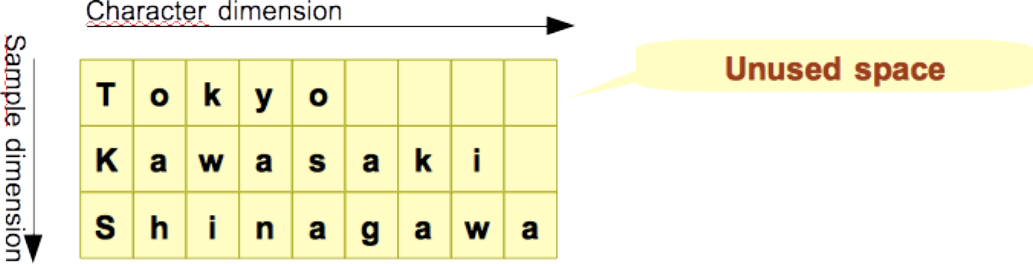 Character dimension
Sample dimension
Unused space
T o k y o
K a w a s a k i
S h i n a g a w a